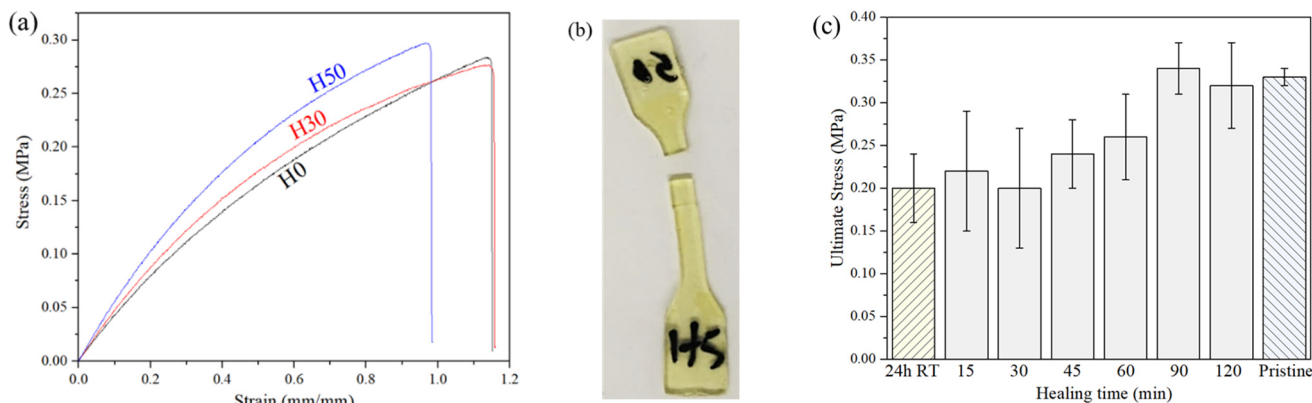 (a)
0.30
0.25
0.20
0.15
0.10
0.05
0.00
Stress (MPa)
H50
H30
H0
0.0 0.2 0.4 0.6 0.8 1.0 1.2
Strain (mm/mm)
(b)
H5
(c)
0.40
0.35
0.30
0.25
0.20
0.15
0.10
0.05
0.00
Ultimate Stress (MPa)
24h RT 15 30 45 60 90 120 Pristine
Healing time (min)